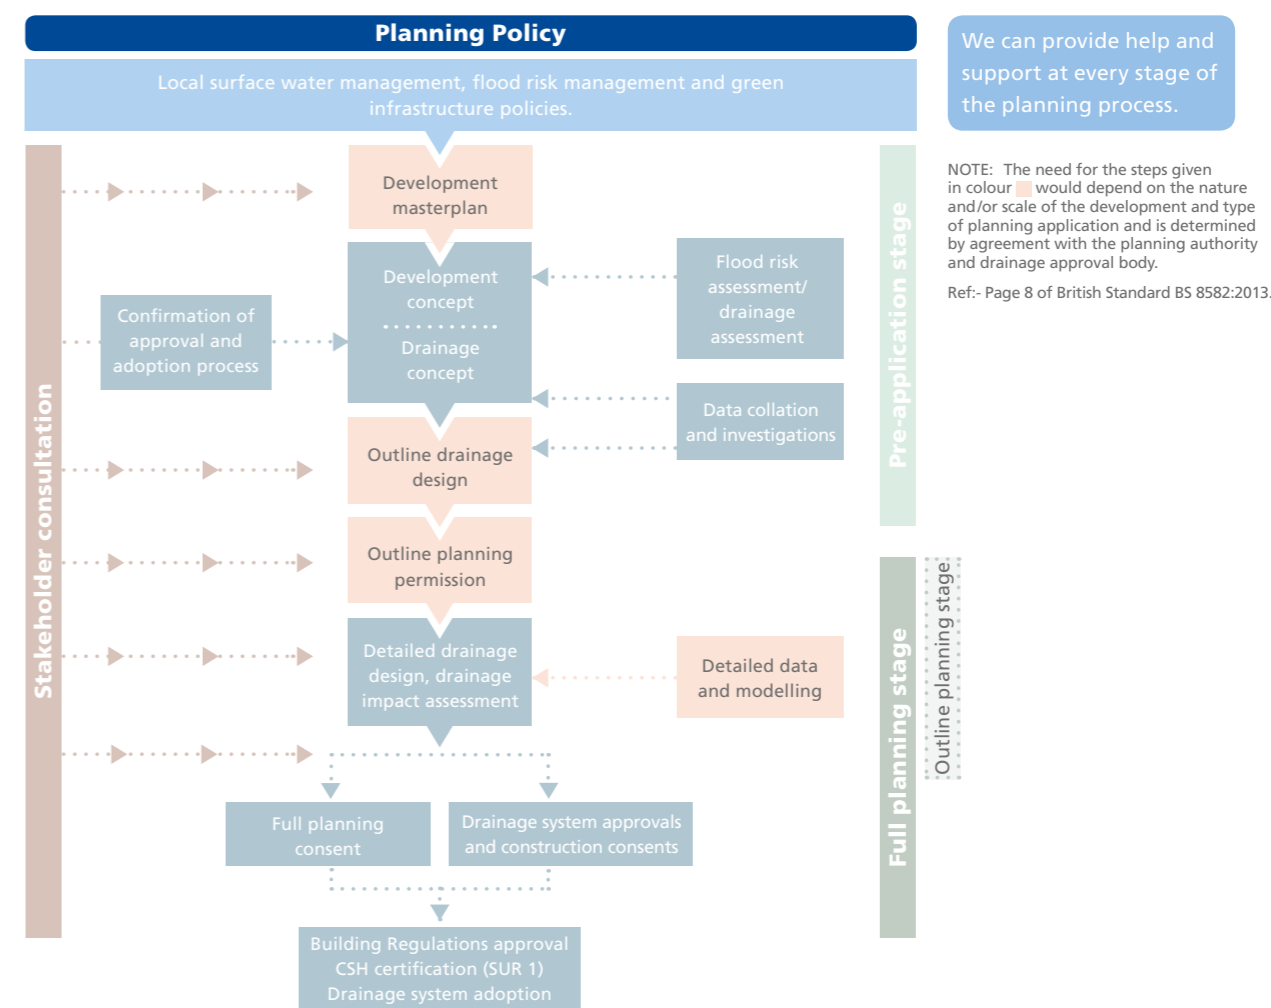 Planning Policy
Local surface water management, flood risk management and green
infrastructure policies.
We can provide help and
support at every stage of
the planning process.
NOTE: The need for the steps given
in colour would depend on the nature
and/or scale of the development and type
of planning application and is determined
by agreement with the planning authority
and drainage approval body.
Ref:- Page 8 of British Standard BS 8582:2013.
Stakeholder consultation
Development
masterplan
Development
concept
Drainage
concept
Confirmation of
approval and
adoption process
Flood risk
assessment/
drainage
assessment
Data collation
and investigations
Pre-application stage
Outline drainage
design
Outline planning
permission
Detailed drainage
design, drainage
impact assessment
Detailed data
and modelling
Full planning stage
Outline planning stage
Full planning
consent
Drainage system approvals
and construction consents
Building Regulations approval
CSH certification (SUR 1)
Drainage system adoption